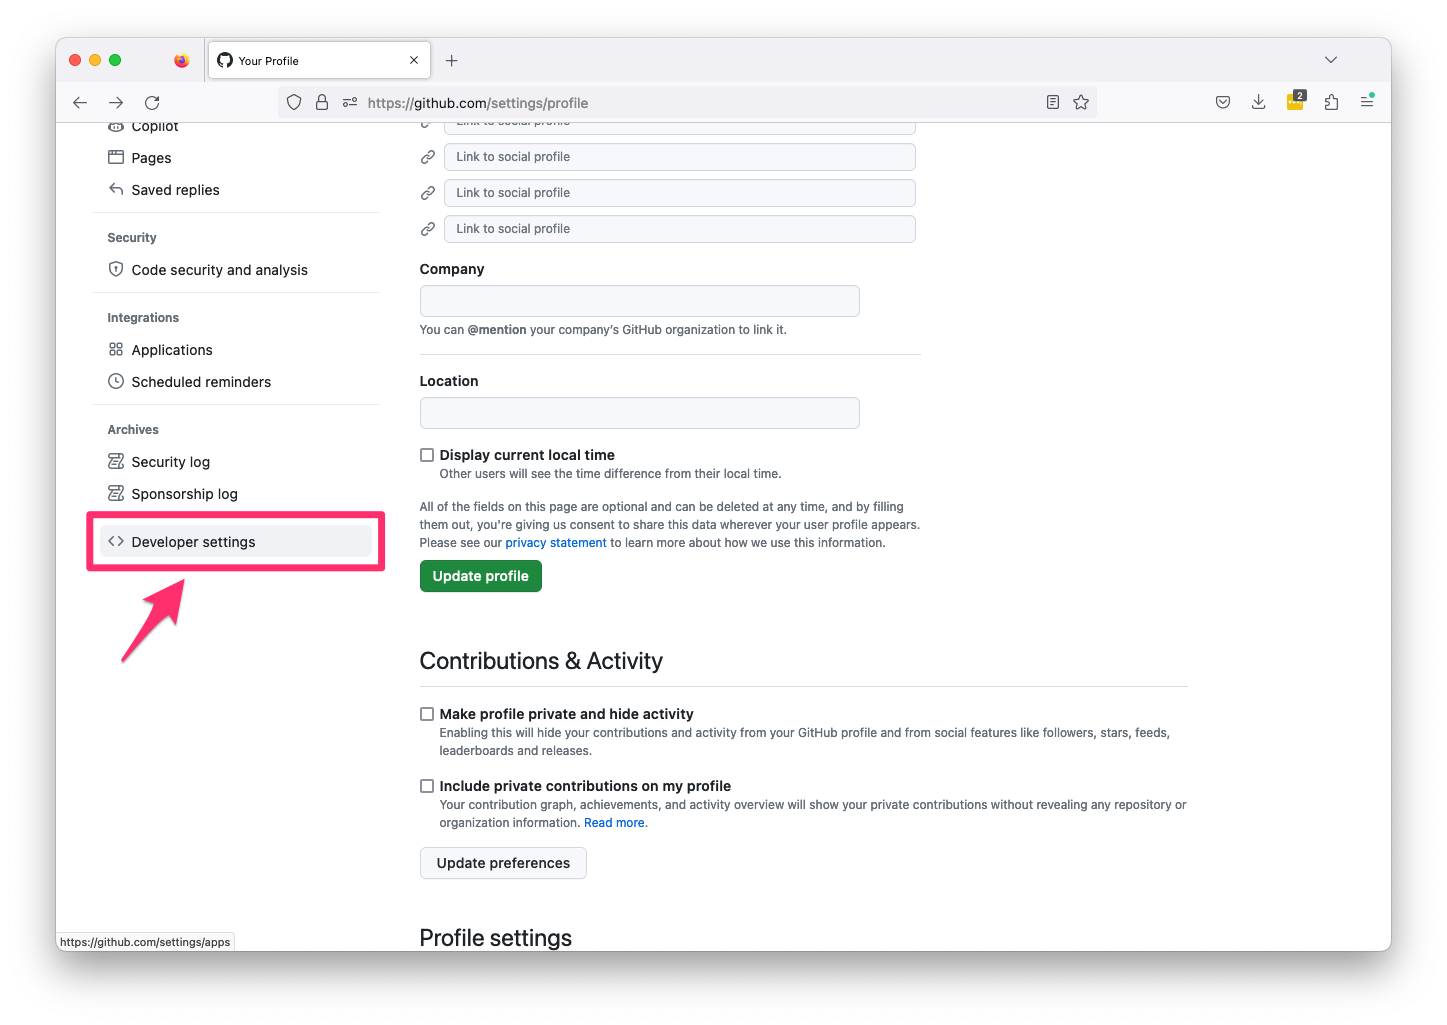 Your Profile
https://github.com/settings/profile
2
Copilot
Pages
Saved replies
Security
Code security and analysis
Integrations
Applications
Scheduled reminders
Archives
Security log
Sponsorship log
Developer settings
Link to social profile
Link to social profile
Link to social profile
Link to social profile
Company
You can @mention your company's GitHub organization to link it.
Location
Display current local time
Other users will see the time difference from their local time.
All of the fields on this page are optional and can be deleted at any time, and by filling
them out, you're giving us consent to share this data wherever your user profile appears.
Please see our privacy statement to learn more about how we use this information.
Update profile
Contributions & Activity
Make profile private and hide activity
Enabling this will hide your contributions and activity from your GitHub profile and from social features like followers, stars, feeds,
leaderboards and releases.
Include private contributions on my profile
Your contribution graph, achievements, and activity overview will show your private contributions without revealing any repository or
organization information. Read more.
Update preferences
Profile settings
https://github.com/settings/apps